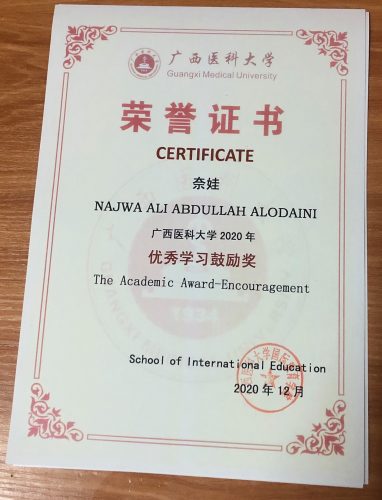 广西医科大学
Guangxi Medical University
荣誉证书
CERTIFICATE
奈娃
NAJWA ALI ABDULLAH ALODAINI
广西医科大学 2020 年
优秀学习鼓励奖
The Academic Award-Encouragement
1934
School of International Education
2020 年 12 月